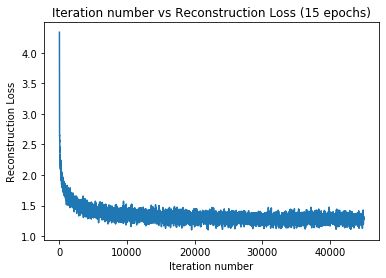 Iteration number vs Reconstruction Loss (15 epochs)
Reconstruction Loss
4.0
3.5
3.0
2.5
2.0
1.5
1.0
0 10000 20000 30000 40000
Iteration number